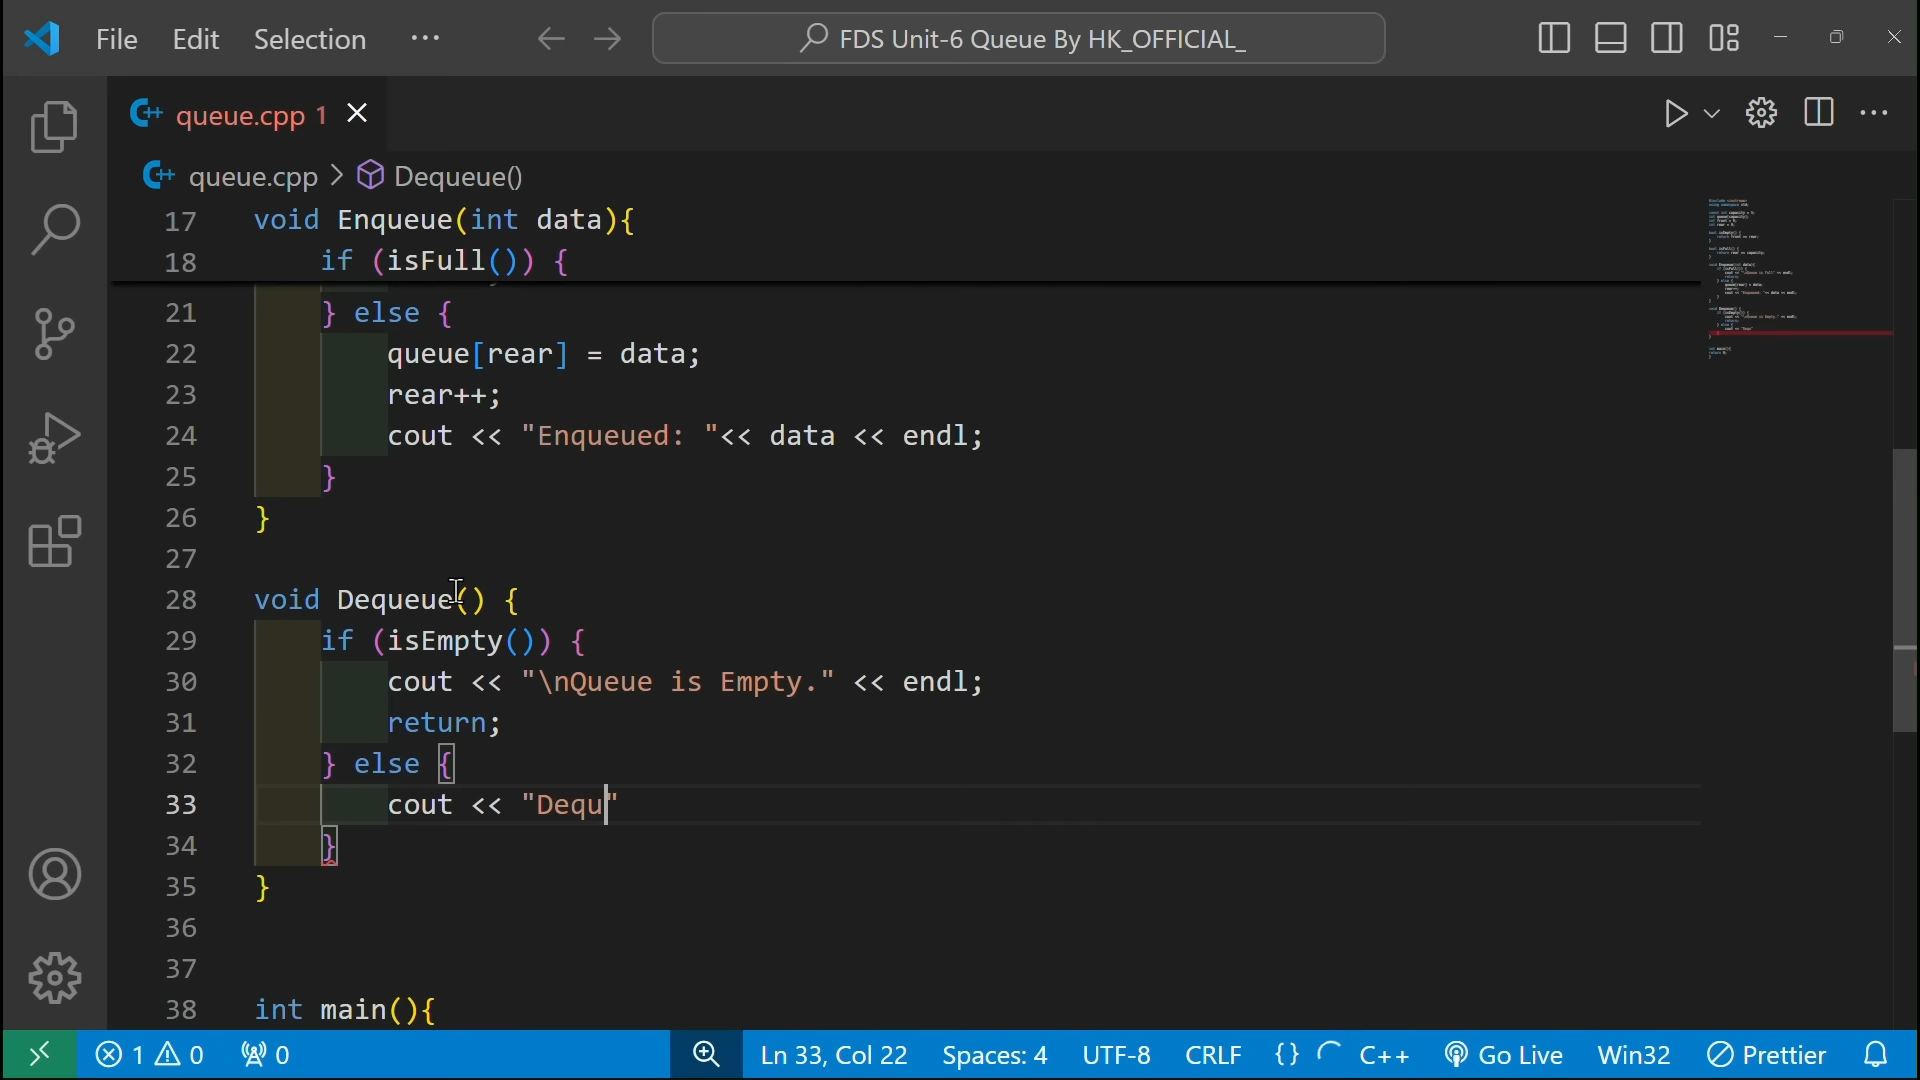 File Edit Selection ··· FDS Unit-6 Queue By HK_OFFICIAL_
queue.cpp 1
queue.cpp > Dequeue()
17 void Enqueue(int data){
18 if (isFull()) {
21 } else {
22 queue[rear] = data;
23 rear++;
24 cout << "Enqueued: "<< data << endl;
25 }
26 }
27
28 void Dequeue() {
29 if (isEmpty()) {
30 cout << "\nQueue is Empty." << endl;
31 return;
32 } else {
33 cout << "Dequ"
34 }
35 }
36
37
38 int main(){
1 0 0 Ln 33, Col 22 Spaces: 4 UTF-8 CRLF {} C++ Go Live Win32 Prettier